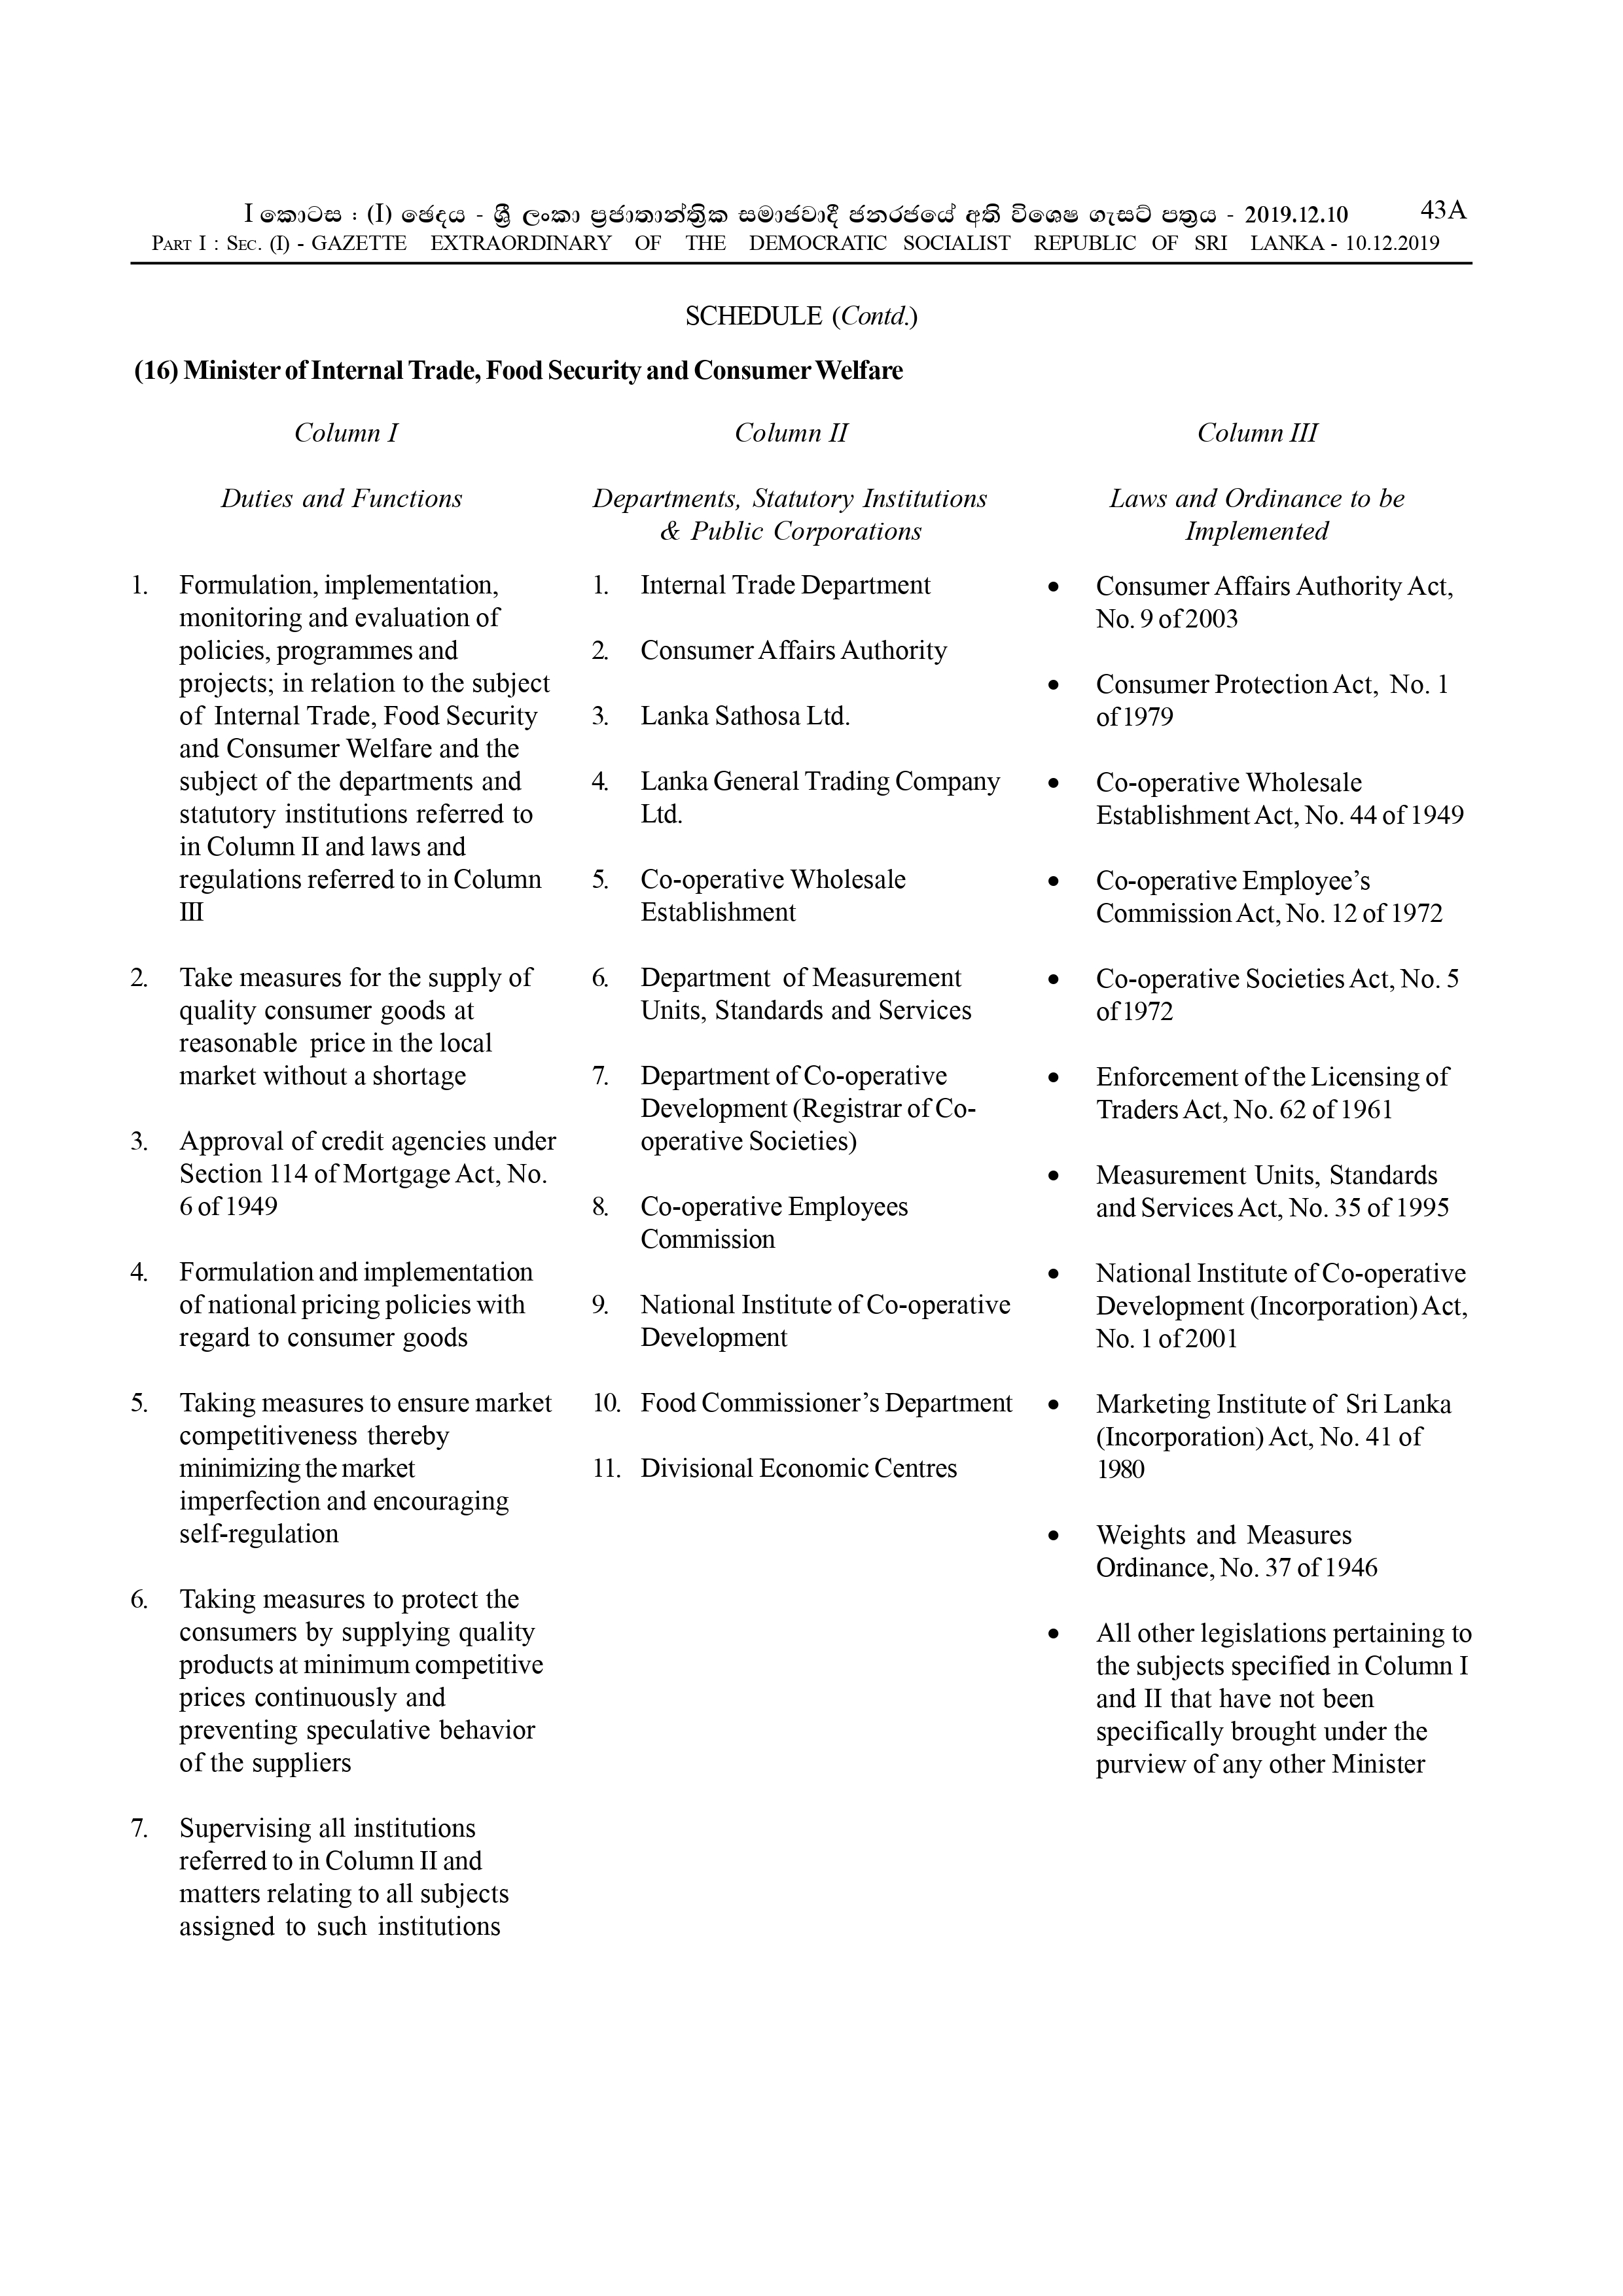 I කොටස : (I) ඡෙදය - ශ්‍රී ලංකා ප්‍රජාතාන්ත්‍රික සමාජවාදී ජනරජයේ අති විශෙෂ ගැසට් පත්‍රය - 2019.12.10
43A
PART I : SEC. (I) - GAZETTE EXTRAORDINARY OF THE DEMOCRATIC SOCIALIST REPUBLIC OF SRI LANKA - 10.12.2019
SCHEDULE (Contd.)
(16) Minister of Internal Trade, Food Security and Consumer Welfare
Column I
Duties and Functions
1. Formulation, implementation,
monitoring and evaluation of
policies, programmes and
projects; in relation to the subject
of Internal Trade, Food Security
and Consumer Welfare and the
subject of the departments and
statutory institutions referred to
in Column II and laws and
regulations referred to in Column
III
2. Take measures for the supply of
quality consumer goods at
reasonable price in the local
market without a shortage
3. Approval of credit agencies under
Section 114 of Mortgage Act, No.
6 of 1949
4. Formulation and implementation
of national pricing policies with
regard to consumer goods
5. Taking measures to ensure market
competitiveness thereby
minimizing the market
imperfection and encouraging
self-regulation
6. Taking measures to protect the
consumers by supplying quality
products at minimum competitive
prices continuously and
preventing speculative behavior
of the suppliers
7. Supervising all institutions
referred to in Column II and
matters relating to all subjects
assigned to such institutions
Column II
Departments, Statutory Institutions
& Public Corporations
1. Internal Trade Department
2. Consumer Affairs Authority
3. Lanka Sathosa Ltd.
4. Lanka General Trading Company
Ltd.
5. Co-operative Wholesale
Establishment
6. Department of Measurement
Units, Standards and Services
7. Department of Co-operative
Development (Registrar of Co-
operative Societies)
8. Co-operative Employees
Commission
9. National Institute of Co-operative
Development
10. Food Commissioner’s Department
11. Divisional Economic Centres
Column III
Laws and Ordinance to be
Implemented
• Consumer Affairs Authority Act,
No. 9 of 2003
• Consumer Protection Act, No. 1
of 1979
• Co-operative Wholesale
Establishment Act, No. 44 of 1949
• Co-operative Employee’s
Commission Act, No. 12 of 1972
• Co-operative Societies Act, No. 5
of 1972
• Enforcement of the Licensing of
Traders Act, No. 62 of 1961
• Measurement Units, Standards
and Services Act, No. 35 of 1995
• National Institute of Co-operative
Development (Incorporation) Act,
No. 1 of 2001
• Marketing Institute of Sri Lanka
(Incorporation) Act, No. 41 of
1980
• Weights and Measures
Ordinance, No. 37 of 1946
• All other legislations pertaining to
the subjects specified in Column I
and II that have not been
specifically brought under the
purview of any other Minister